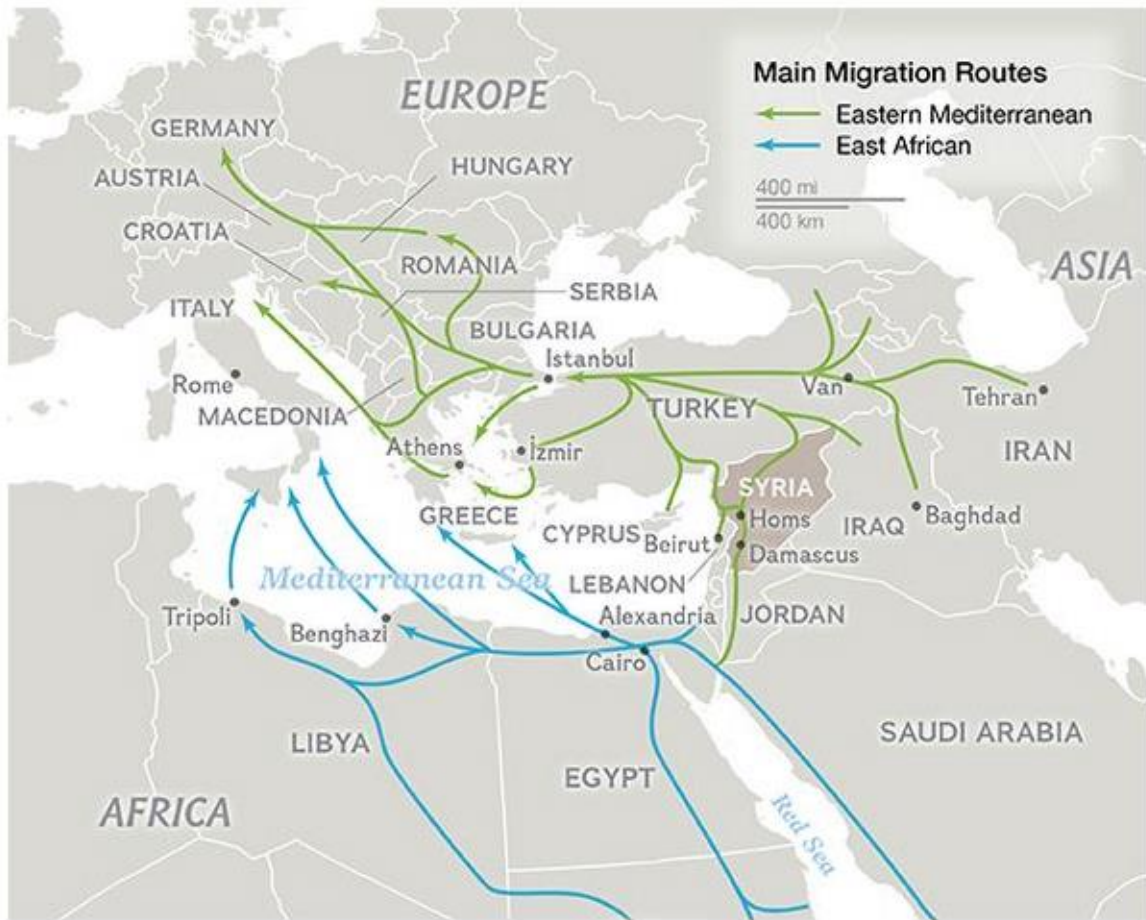 Main Migration Routes
Eastern Mediterranean
East African
400 mi
400 km
EUROPE
GERMANY
HUNGARY
AUSTRIA
CROATIA
ROMANIA
ASIA
ITALY
SERBIA
BULGARIA
Istanbul
Rome
Van
Tehran
MACEDONIA
TURKEY
Athens
İzmir
IRAN
SYRIA
GREECE
CYPRUS
Homs
IRAQ
Baghdad
Beirut
Damascus
Mediterranean Sea
LEBANON
Tripoli
Benghazi
Alexandria
JORDAN
Cairo
LIBYA
EGYPT
SAUDI ARABIA
AFRICA
Red Sea